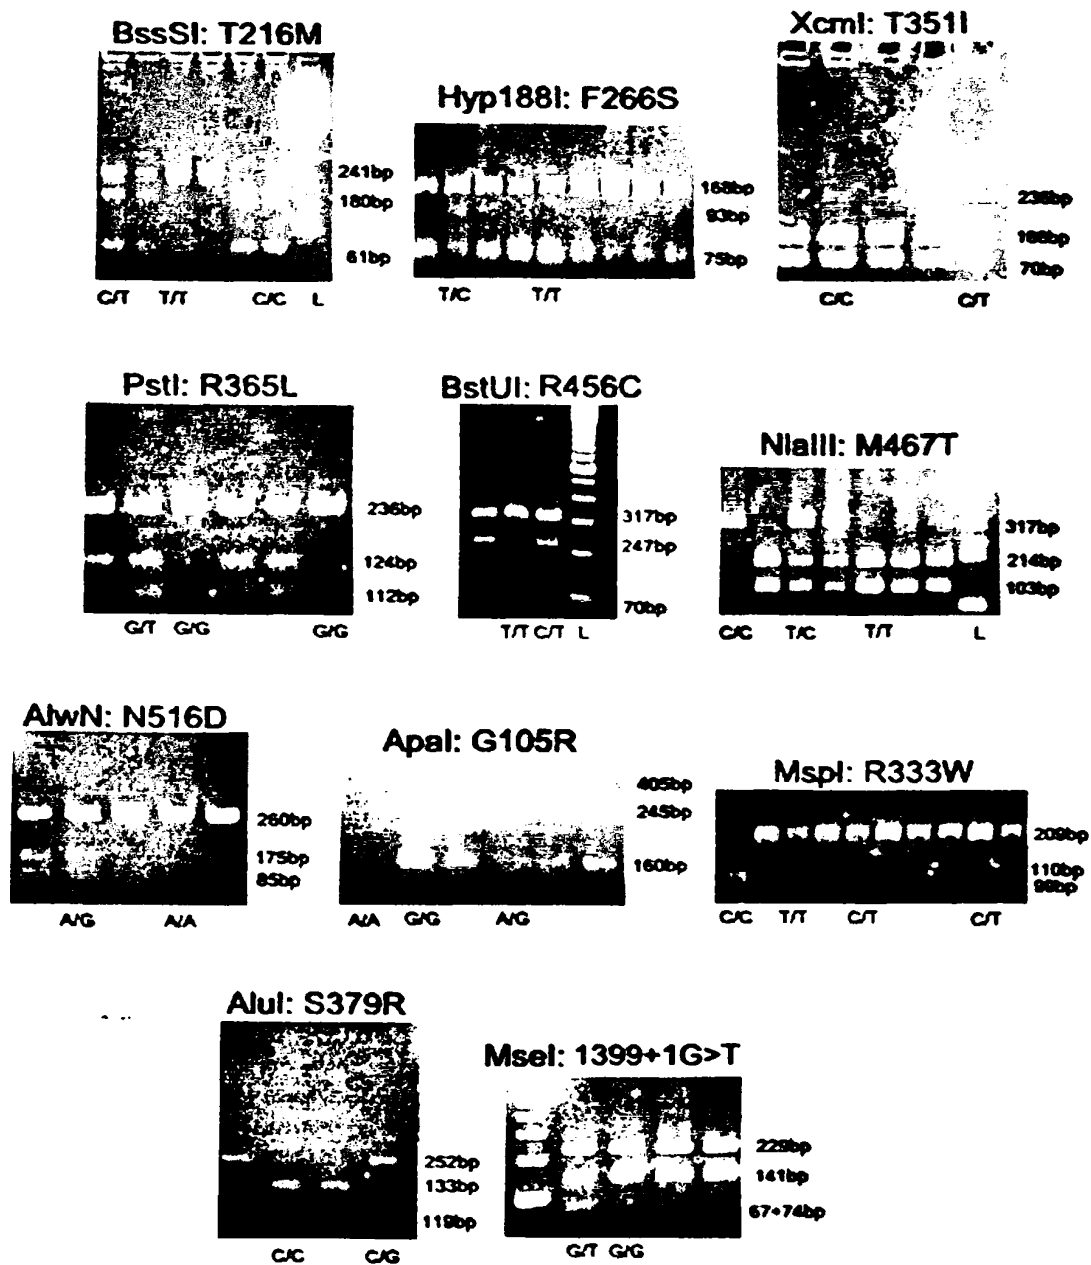 BssSI: T216M
241bp
180bp
61bp
C/T T/T C/C L
Hyp188I: F266S
168bp
93bp
75bp
T/C T/T
XcmI: T351I
236bp
166bp
70bp
C/C C/T
PstI: R365L
236bp
124bp
112bp
G/T G/G G/G
BstUI: R456C
317bp
247bp
70bp
T/T C/T L
NlaIII: M467T
317bp
214bp
103bp
C/C T/C T/T L
AlwN: N516D
260bp
175bp
85bp
A/G A/A
ApaI: G105R
405bp
245bp
160bp
A/A G/G A/G
MspI: R333W
209bp
110bp
99bp
C/C T/T C/T C/T
AluI: S379R
252bp
133bp
119bp
C/C C/G
MseI: 1399+1G>T
229bp
141bp
67+74bp
G/T G/G